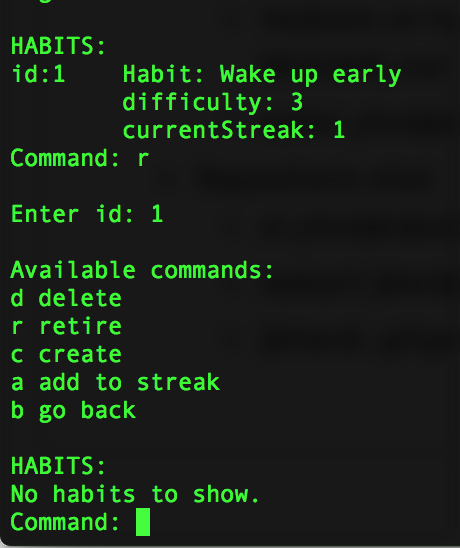 HABITS:
id:1    Habit: Wake up early
        difficulty: 3
        currentStreak: 1
Command: r
Enter id: 1
Available commands:
d delete
r retire
c create
a add to streak
b go back
HABITS:
No habits to show.
Command: